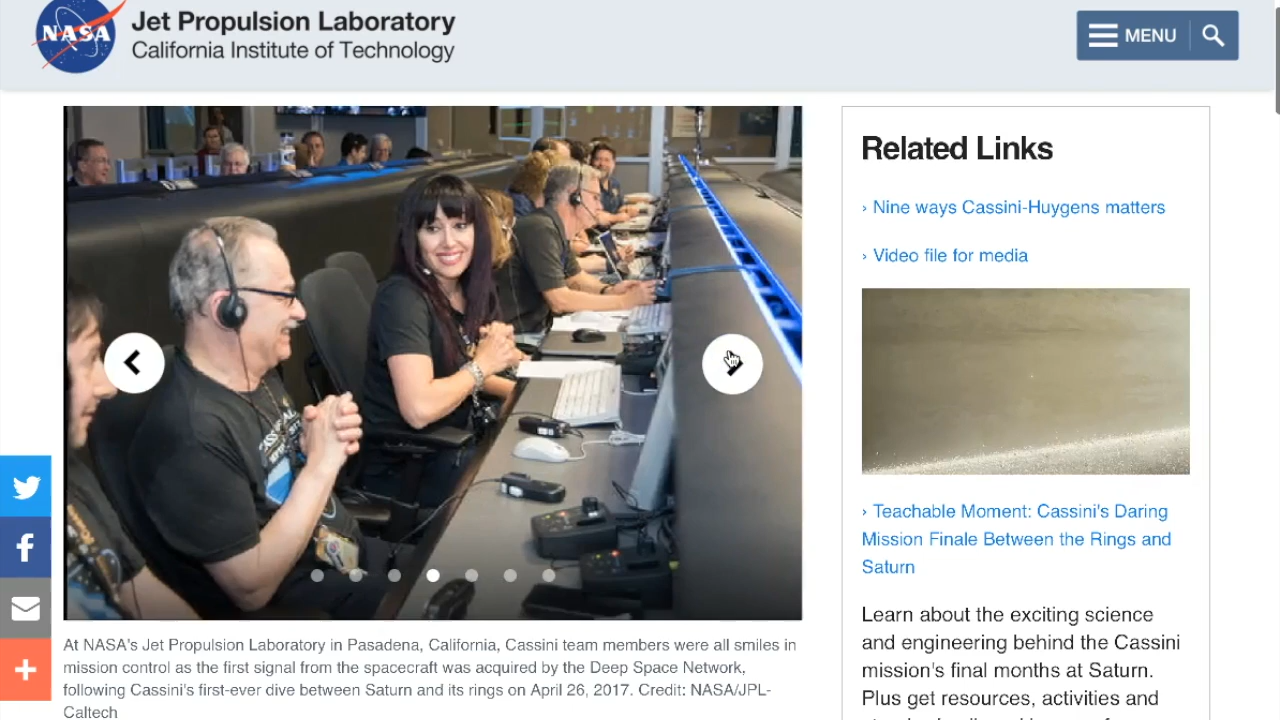 NASA
Jet Propulsion Laboratory
California Institute of Technology
MENU
Related Links
› Nine ways Cassini-Huygens matters
› Video file for media
› Teachable Moment: Cassini's Daring
Mission Finale Between the Rings and
Saturn
Learn about the exciting science
and engineering behind the Cassini
mission's final months at Saturn.
Plus get resources, activities and
At NASA's Jet Propulsion Laboratory in Pasadena, California, Cassini team members were all smiles in
mission control as the first signal from the spacecraft was acquired by the Deep Space Network,
following Cassini's first-ever dive between Saturn and its rings on April 26, 2017. Credit: NASA/JPL-
Caltech